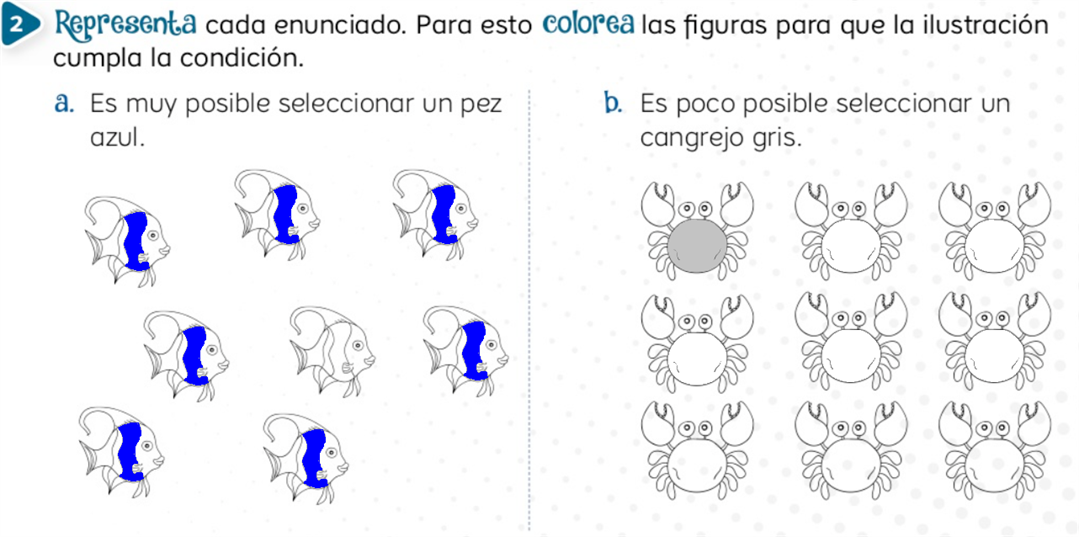 2 Representa cada enunciado. Para esto colorea las figuras para que la ilustración
cumpla la condición.
a. Es muy posible seleccionar un pez
azul.
b. Es poco posible seleccionar un
cangrejo gris.